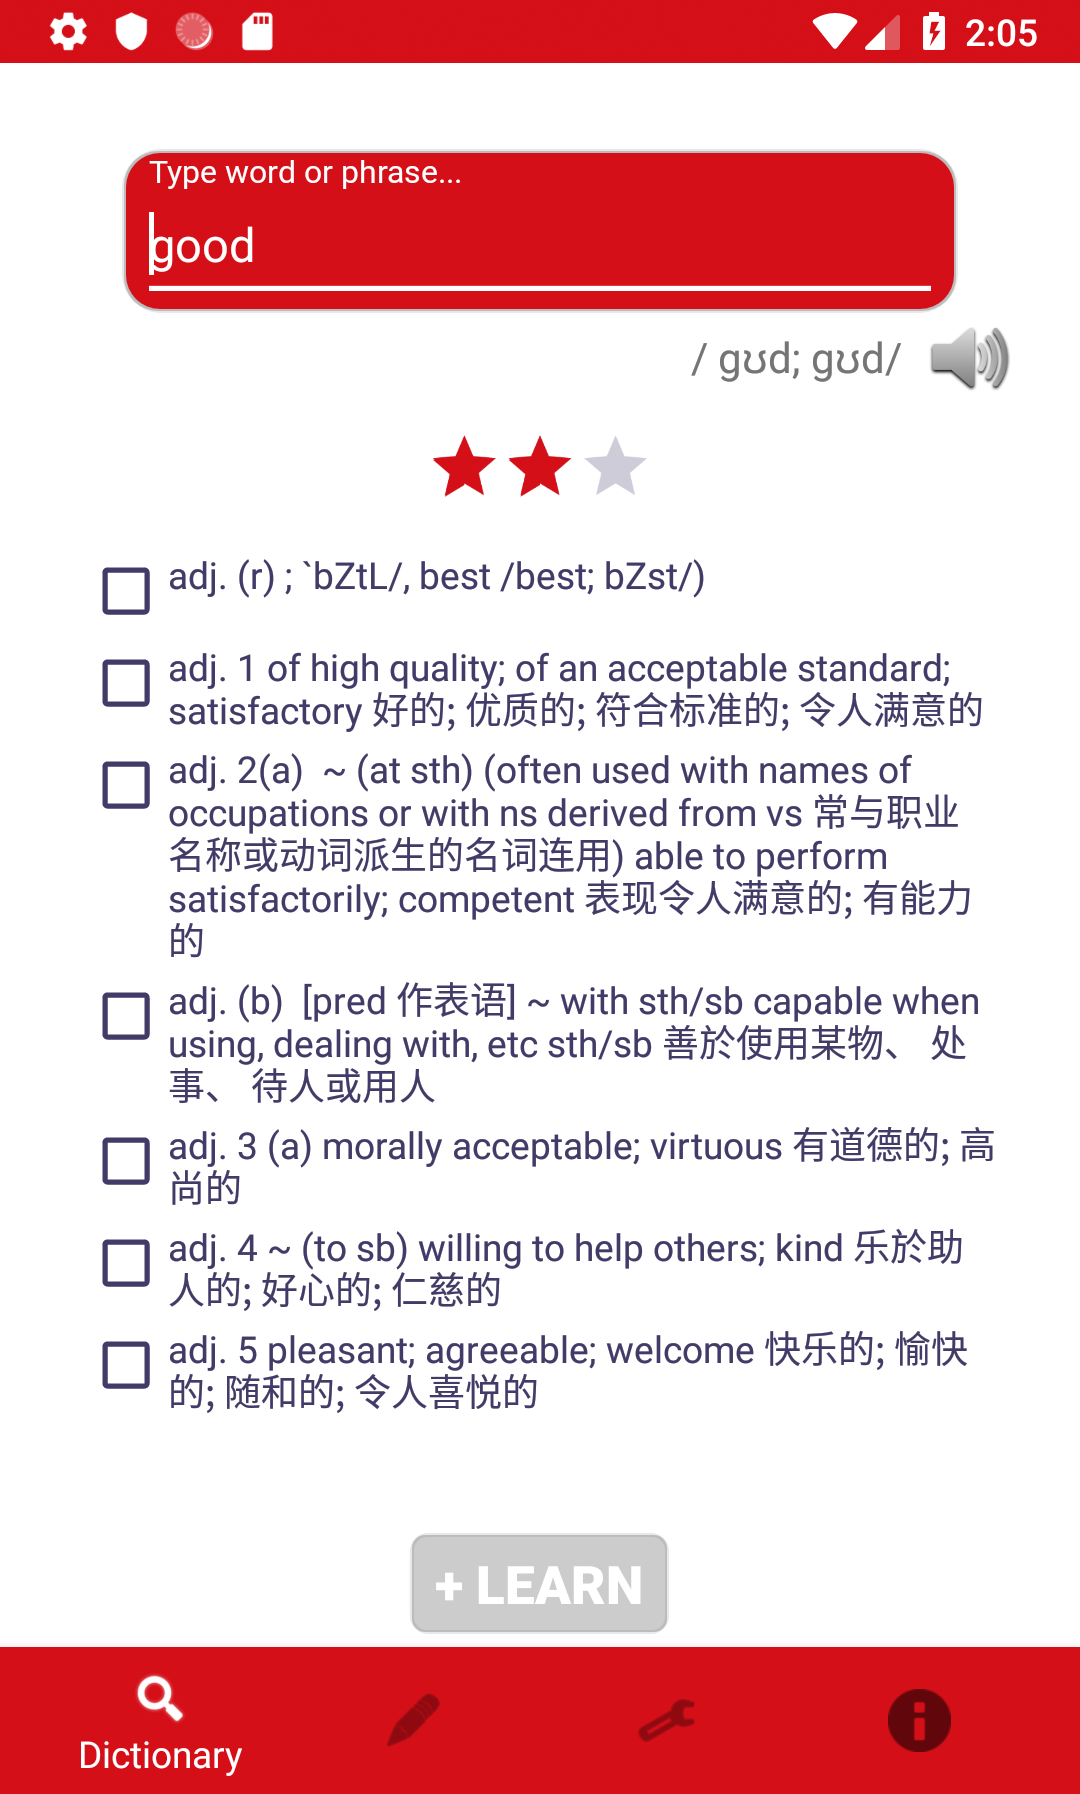 2:05
Type word or phrase...
good
/ gʊd; gʊd/
adj. (r) ; `bZtL/, best /best; bZst/)
adj. 1 of high quality; of an acceptable standard;
satisfactory 好的; 优质的; 符合标准的; 令人满意的
adj. 2(a)  ~ (at sth) (often used with names of
occupations or with ns derived from vs 常与职业
名称或动词派生的名词连用) able to perform
satisfactorily; competent 表现令人满意的; 有能力
的
adj. (b)  [pred 作表语] ~ with sth/sb capable when
using, dealing with, etc sth/sb 善於使用某物、 处
事、 待人或用人
adj. 3 (a) morally acceptable; virtuous 有道德的; 高
尚的
adj. 4 ~ (to sb) willing to help others; kind 乐於助
人的; 好心的; 仁慈的
adj. 5 pleasant; agreeable; welcome 快乐的; 愉快
的; 随和的; 令人喜悦的
+ LEARN
Dictionary